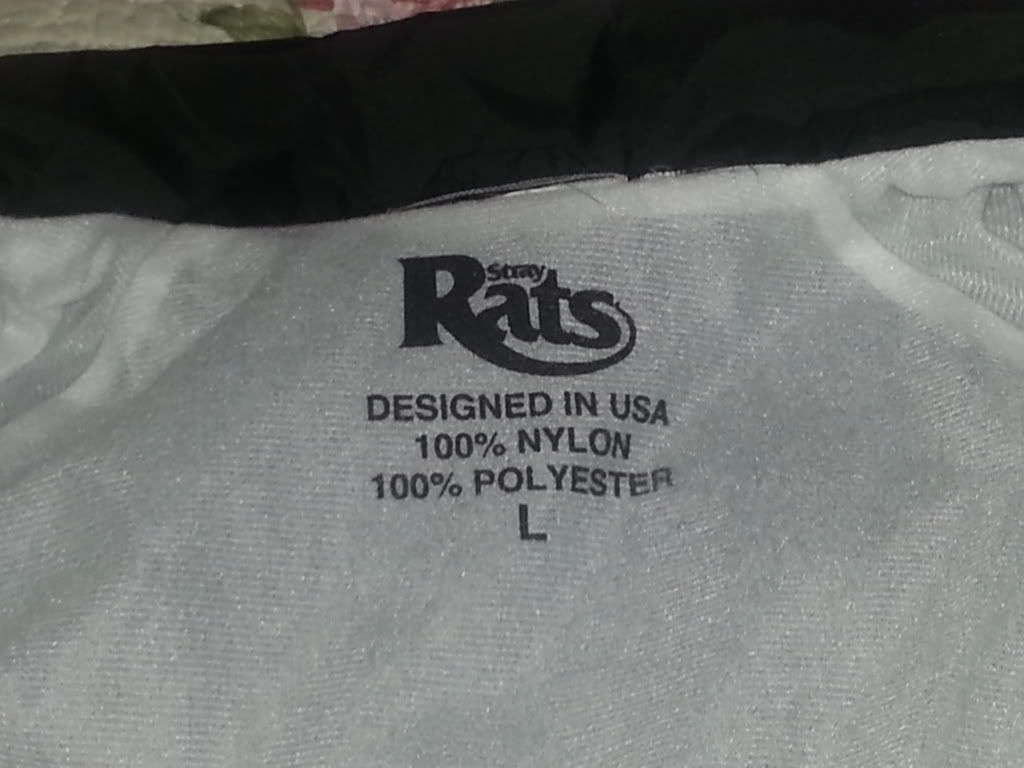 Stray
Rats
DESIGNED IN USA
100% NYLON
100% POLYESTER
L